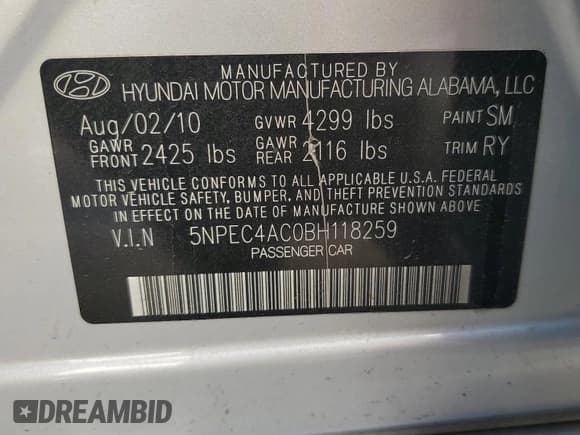 MANUFACTURED BY
HYUNDAI MOTOR MANUFACTURING ALABAMA, LLC
Aug/02/10 GVWR 4299 lbs PAINT SM
GAWR FRONT 2425 lbs GAWR REAR 2116 lbs TRIM RY
THIS VEHICLE CONFORMS TO ALL APPLICABLE U.S.A. FEDERAL
MOTOR VEHICLE SAFETY, BUMPER, AND THEFT PREVENTION STANDARDS
IN EFFECT ON THE DATE OF MANUFACTURE SHOWN ABOVE
V.I.N 5NPEC4AC0BH118259
PASSENGER CAR
DREAMBID dreambid.com